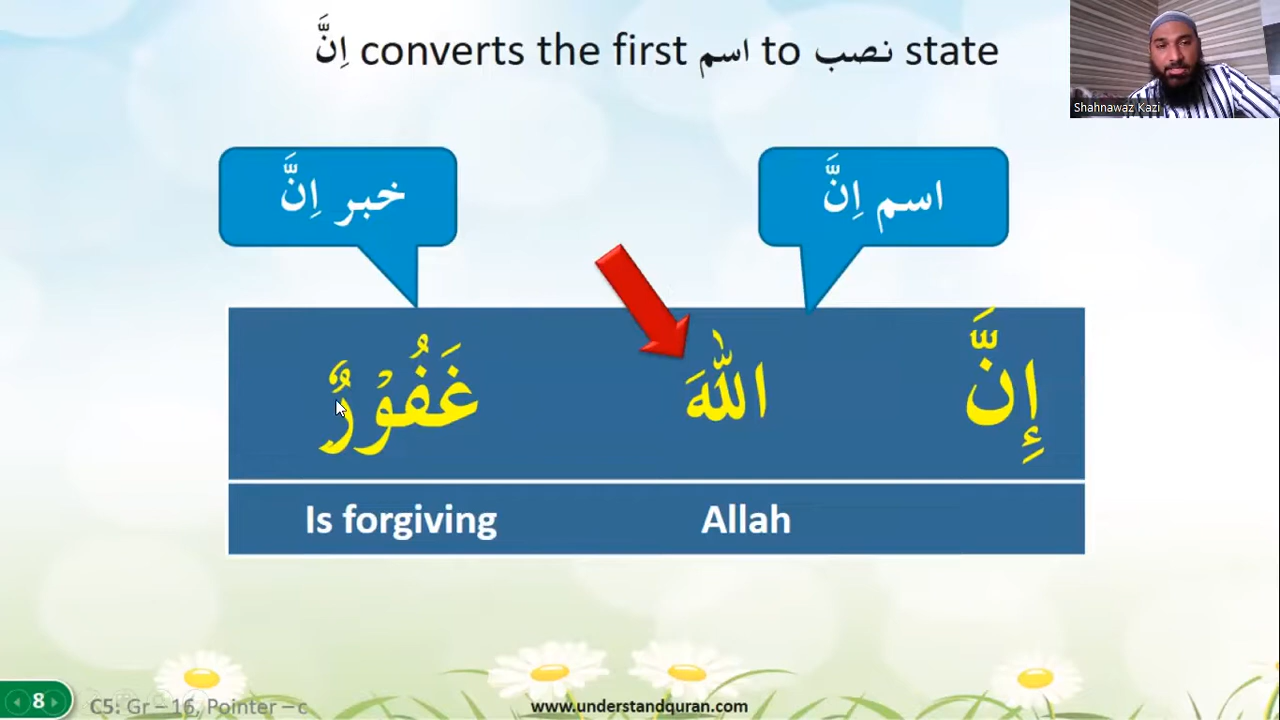 اِنَّ converts the first اسم to نصب state
Shahnawaz Kazi
اسم اِنَّ
خبر اِنَّ
إِنَّ اللّٰهَ غَفُوْرٌ
Is forgiving Allah
8
C5: Gr – 16, Pointer – c
www.understandquran.com